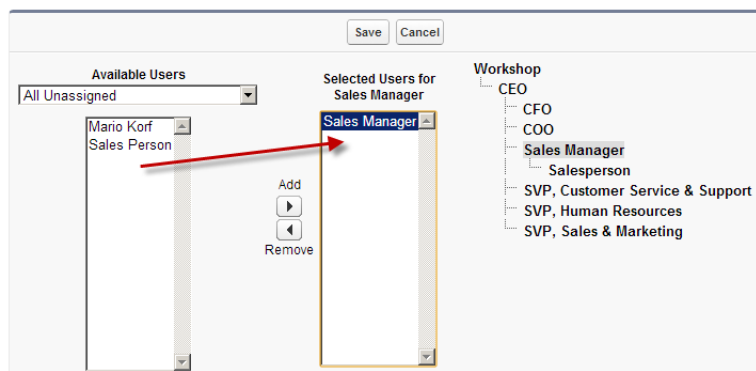 Save Cancel
Available Users
All Unassigned
Mario Korf
Sales Person
Add
Remove
Selected Users for
Sales Manager
Sales Manager
Workshop
CEO
CFO
COO
Sales Manager
Salesperson
SVP, Customer Service & Support
SVP, Human Resources
SVP, Sales & Marketing